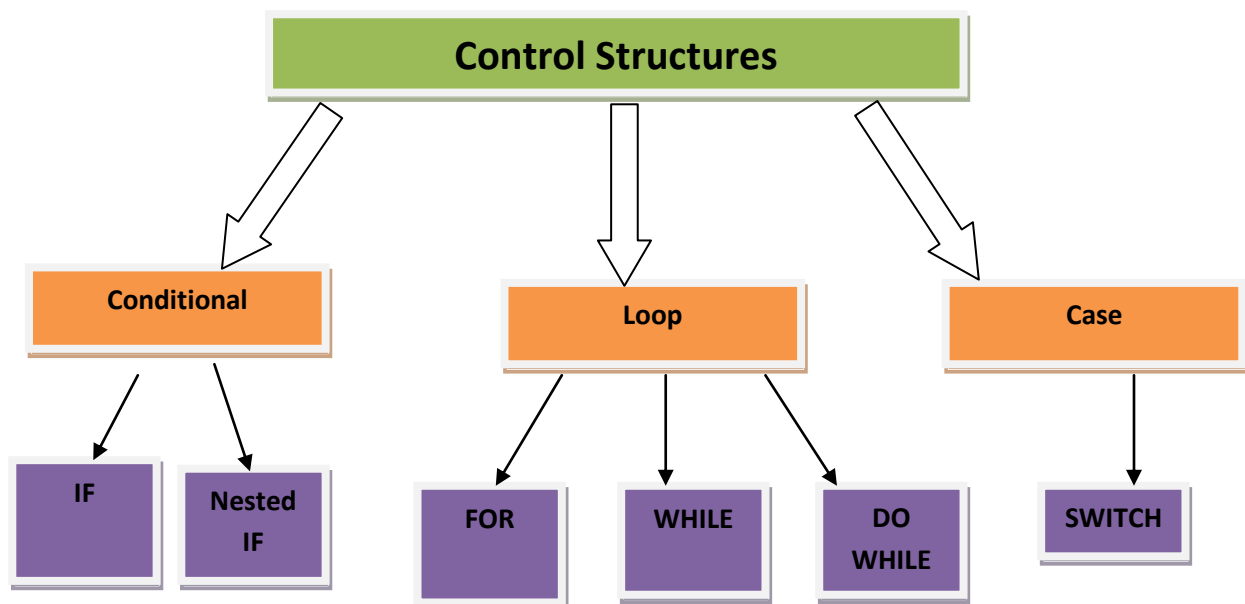 Control Structures
Conditional
Loop
Case
IF
Nested
IF
FOR
WHILE
DO
WHILE
SWITCH